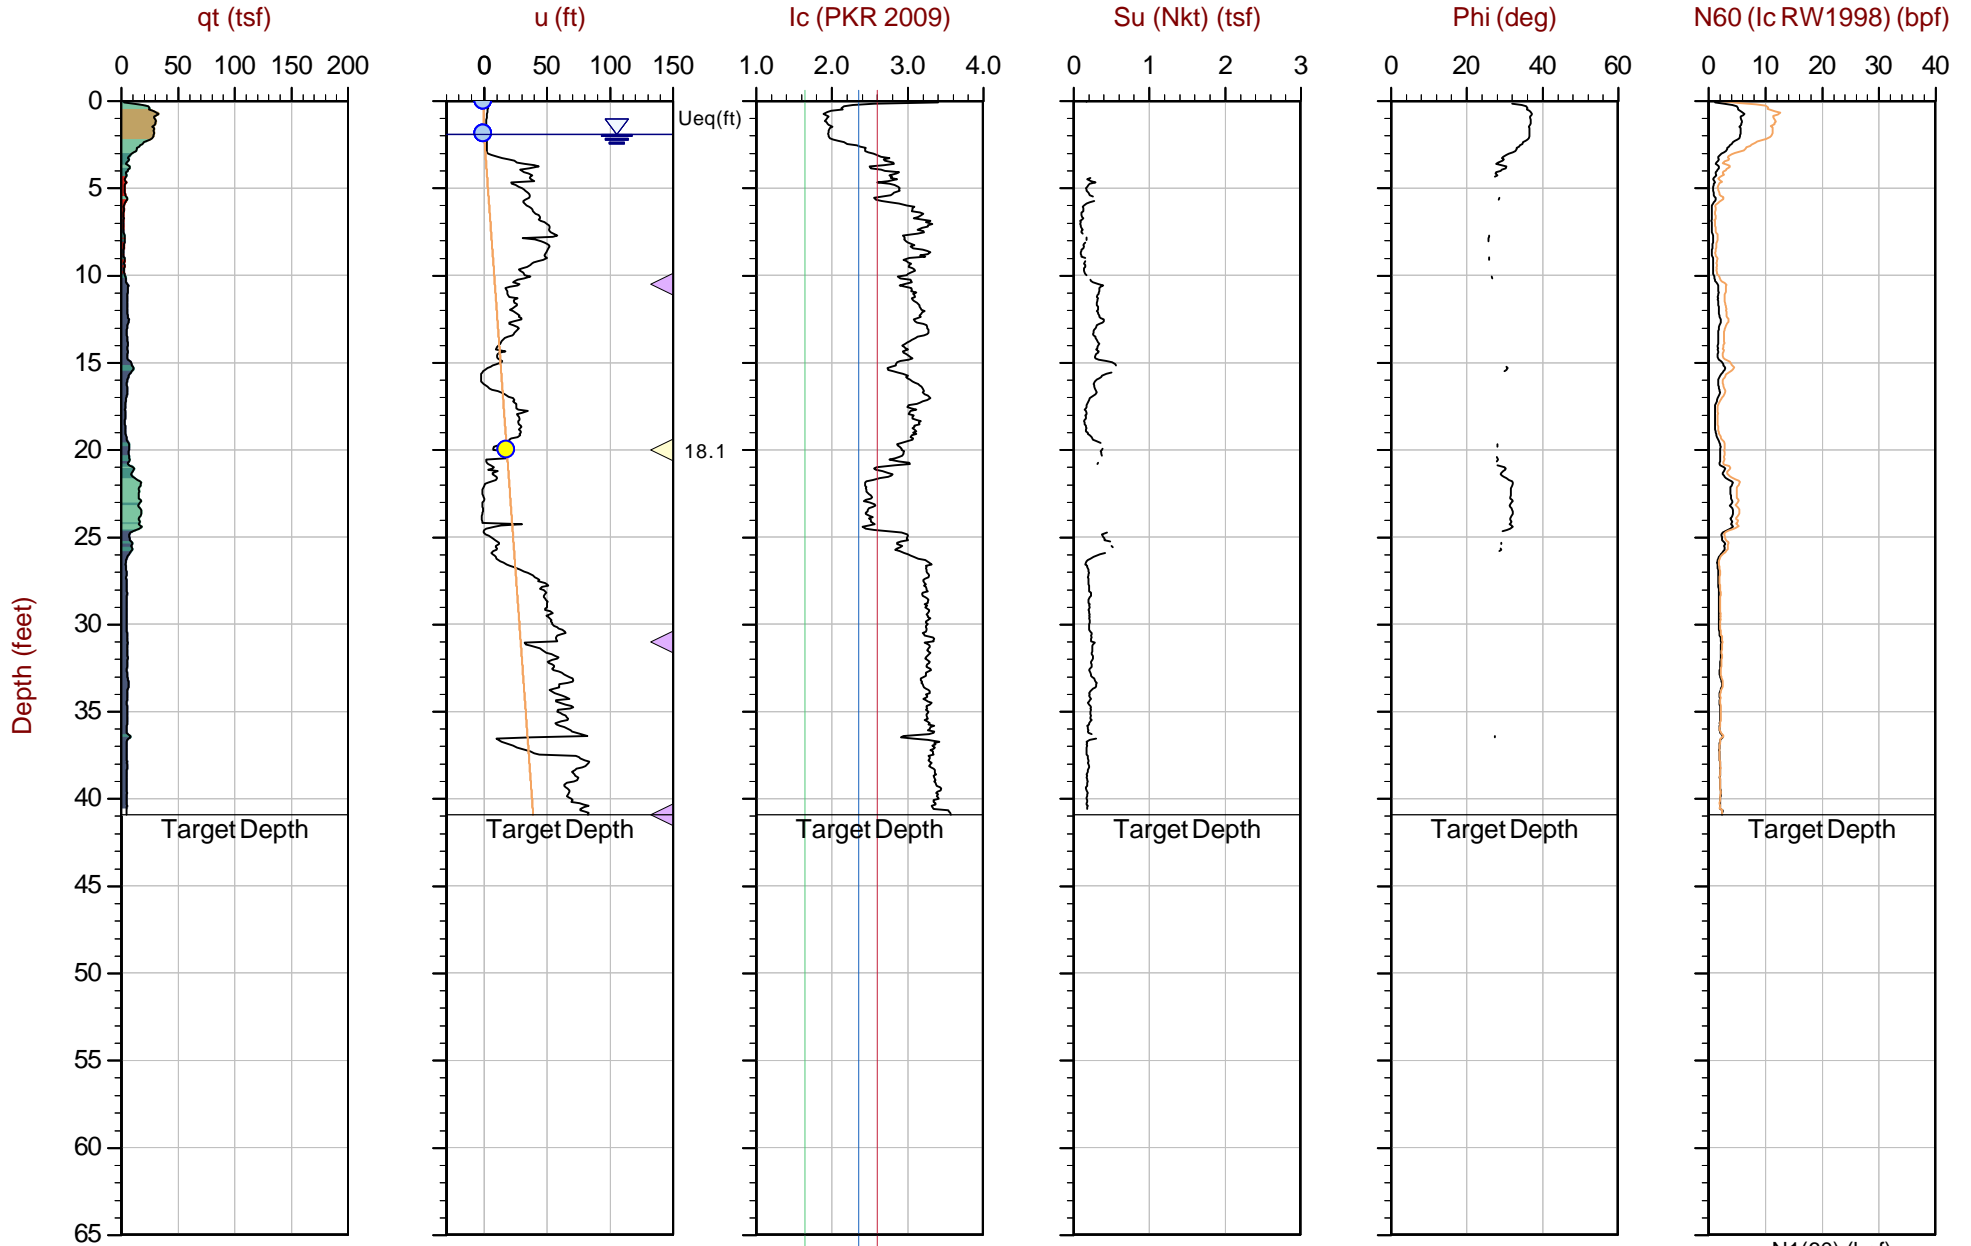 qt (tsf) u (ft) Ic (PKR 2009) Su (Nkt) (tsf) Phi (deg) N60 (Ic RW1998) (bpf)
0 50 100 150 200 0 50 100 150 1.0 2.0 3.0 4.0 0 1 2 3 0 20 40 60 0 10 20 30 40
0
Ueq(ft)
5
10
15
20 18.1
25
30
Depth (feet)
35
40
Target Depth Target Depth Target Depth Target Depth Target Depth Target Depth
45
50
55
60
65